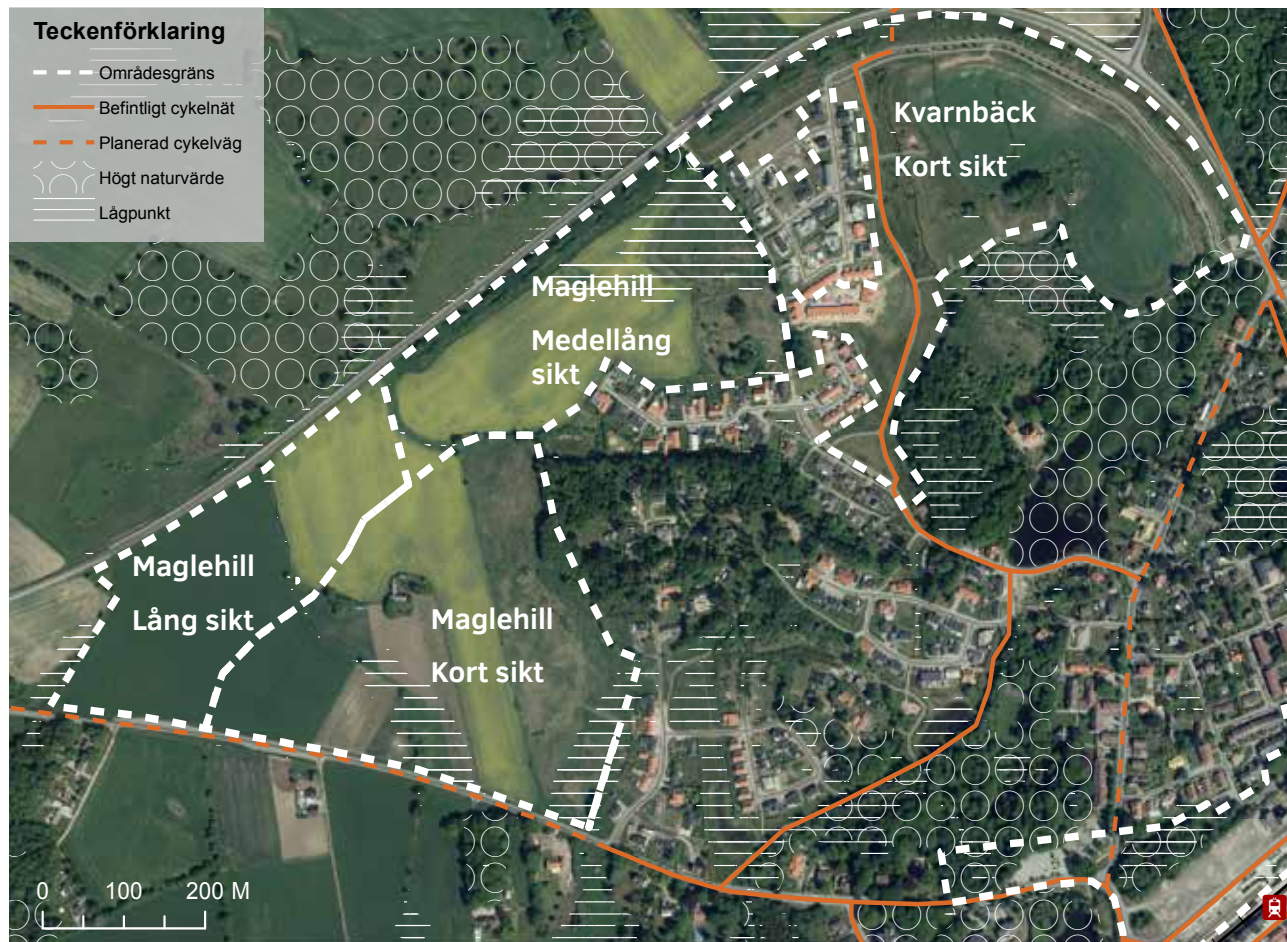 Teckenförklaring
Områdesgräns
Befintligt cykelnät
Planerad cykelväg
Högt naturvärde
Lågpunkt
Kvarnbäck
Kort sikt
Maglehill
Medellång
sikt
Maglehill
Lång sikt
Maglehill
Kort sikt
0 100 200 M